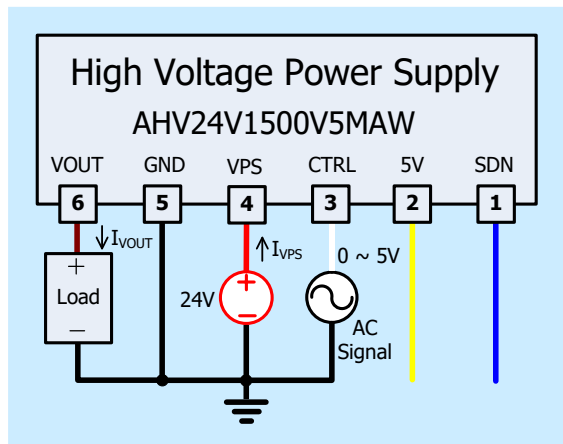 High Voltage Power Supply
AHV24V1500V5MAW
VOUT GND VPS CTRL 5V SDN
6 5 4 3 2 1
↓IVOUT ↑IVPS 0 ~ 5V
+ +
Load 24V
− −
AC
Signal